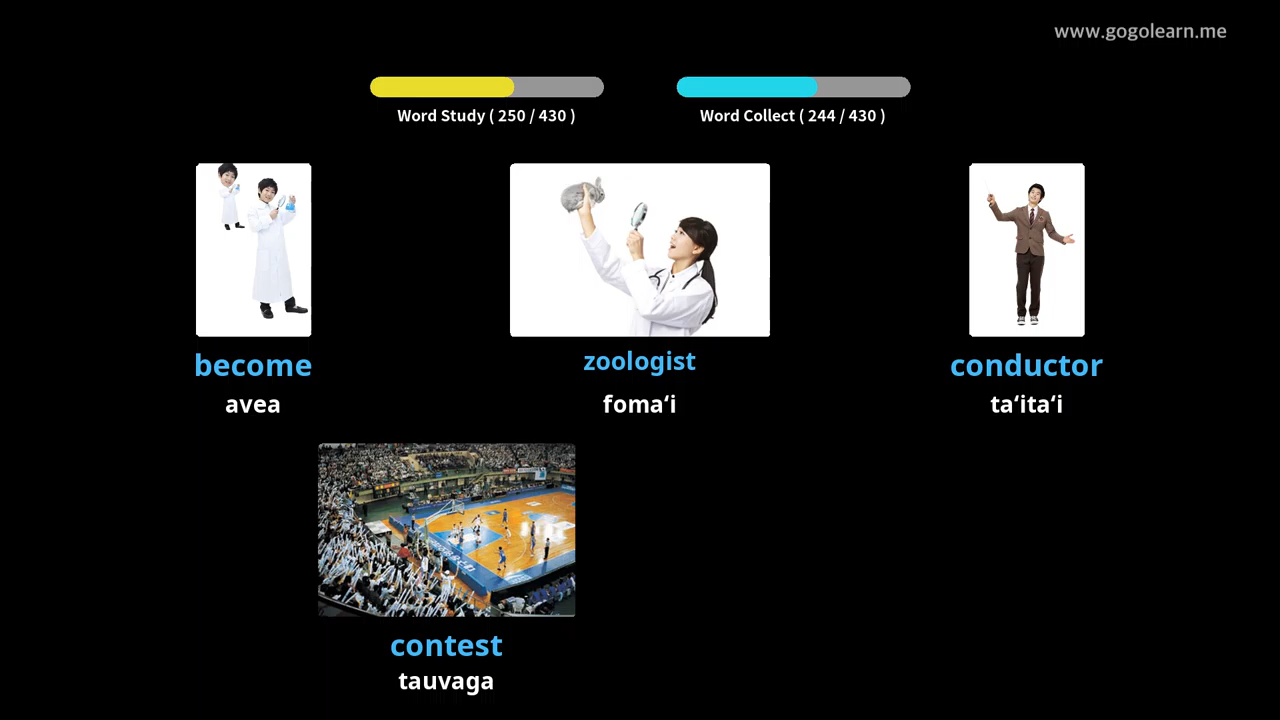 www.gogolearn.me
Word Study ( 250 / 430 )
Word Collect ( 244 / 430 )
become
avea
zoologist
fomaʻi
conductor
taʻitaʻi
contest
tauvaga